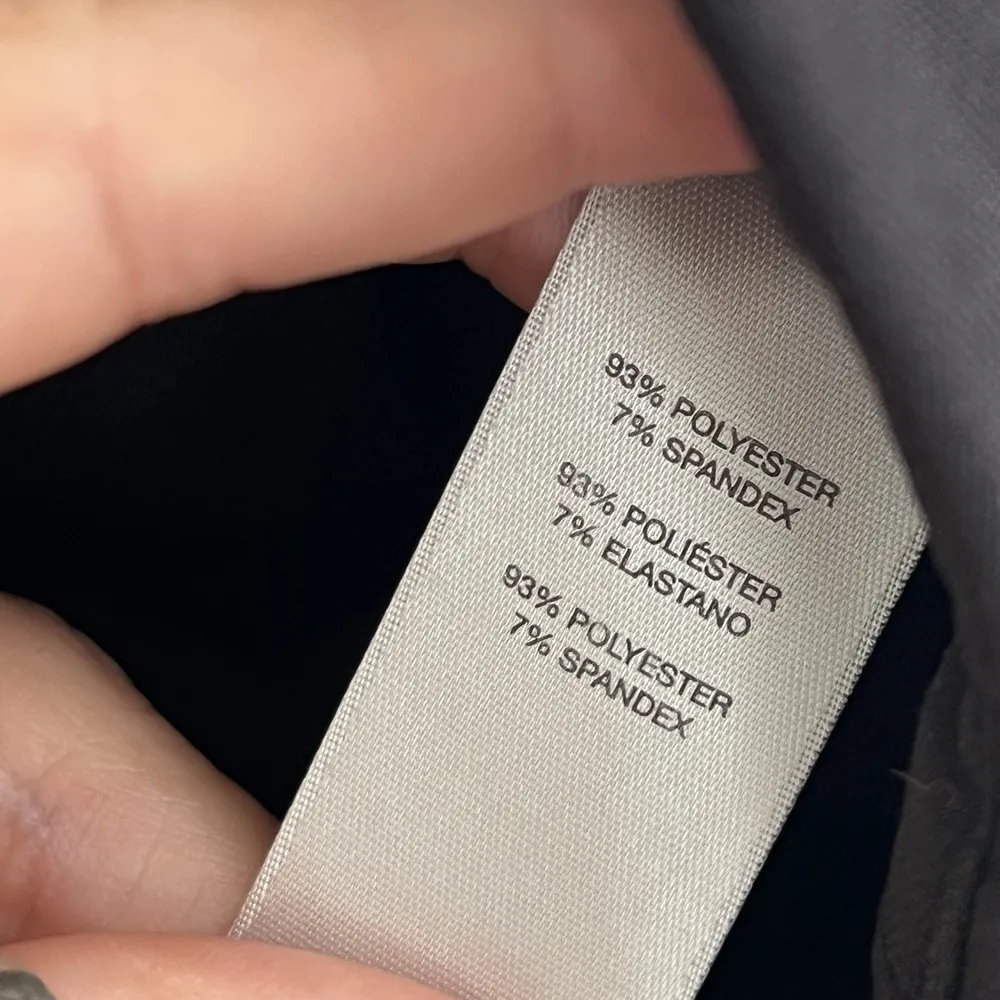 93% POLYESTER
7% SPANDEX
93% POLIÉSTER
7% ELASTANO
93% POLYESTER
7% SPANDEX